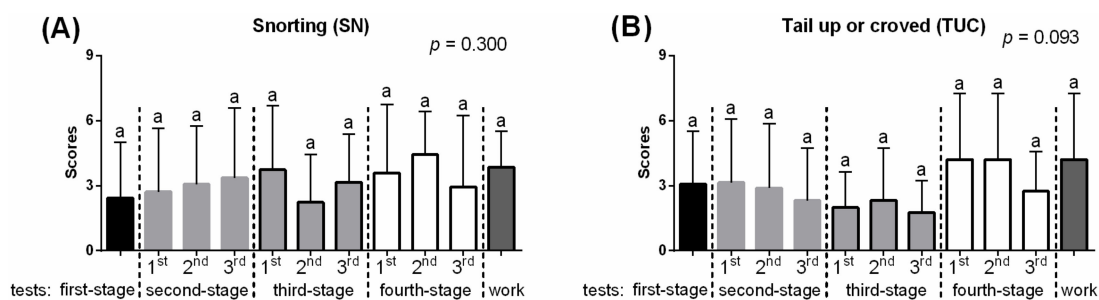 (A)
Snorting (SN)
p = 0.300
Scores
9
6
3
0
a a a a a a a a a a a
1st 2nd 3rd 1st 2nd 3rd 1st 2nd 3rd
tests: first-stage second-stage third-stage fourth-stage work
(B)
Tail up or croved (TUC)
p = 0.093
Scores
9
6
3
0
a a a a a a a a a a a
1st 2nd 3rd 1st 2nd 3rd 1st 2nd 3rd
tests: first-stage second-stage third-stage fourth-stage work